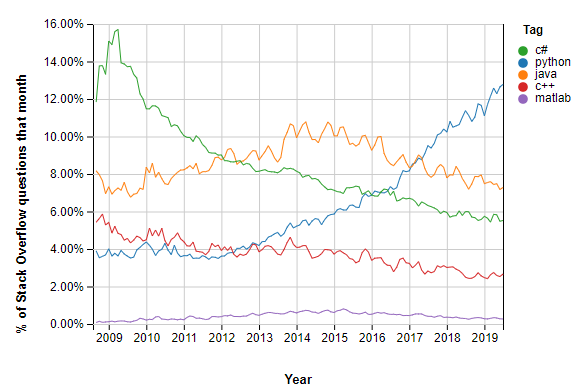 16.00%
14.00%
12.00%
10.00%
8.00%
6.00%
4.00%
2.00%
0.00%
% of Stack Overflow questions that month
2009 2010 2011 2012 2013 2014 2015 2016 2017 2018 2019
Year
Tag
c#
python
java
c++
matlab